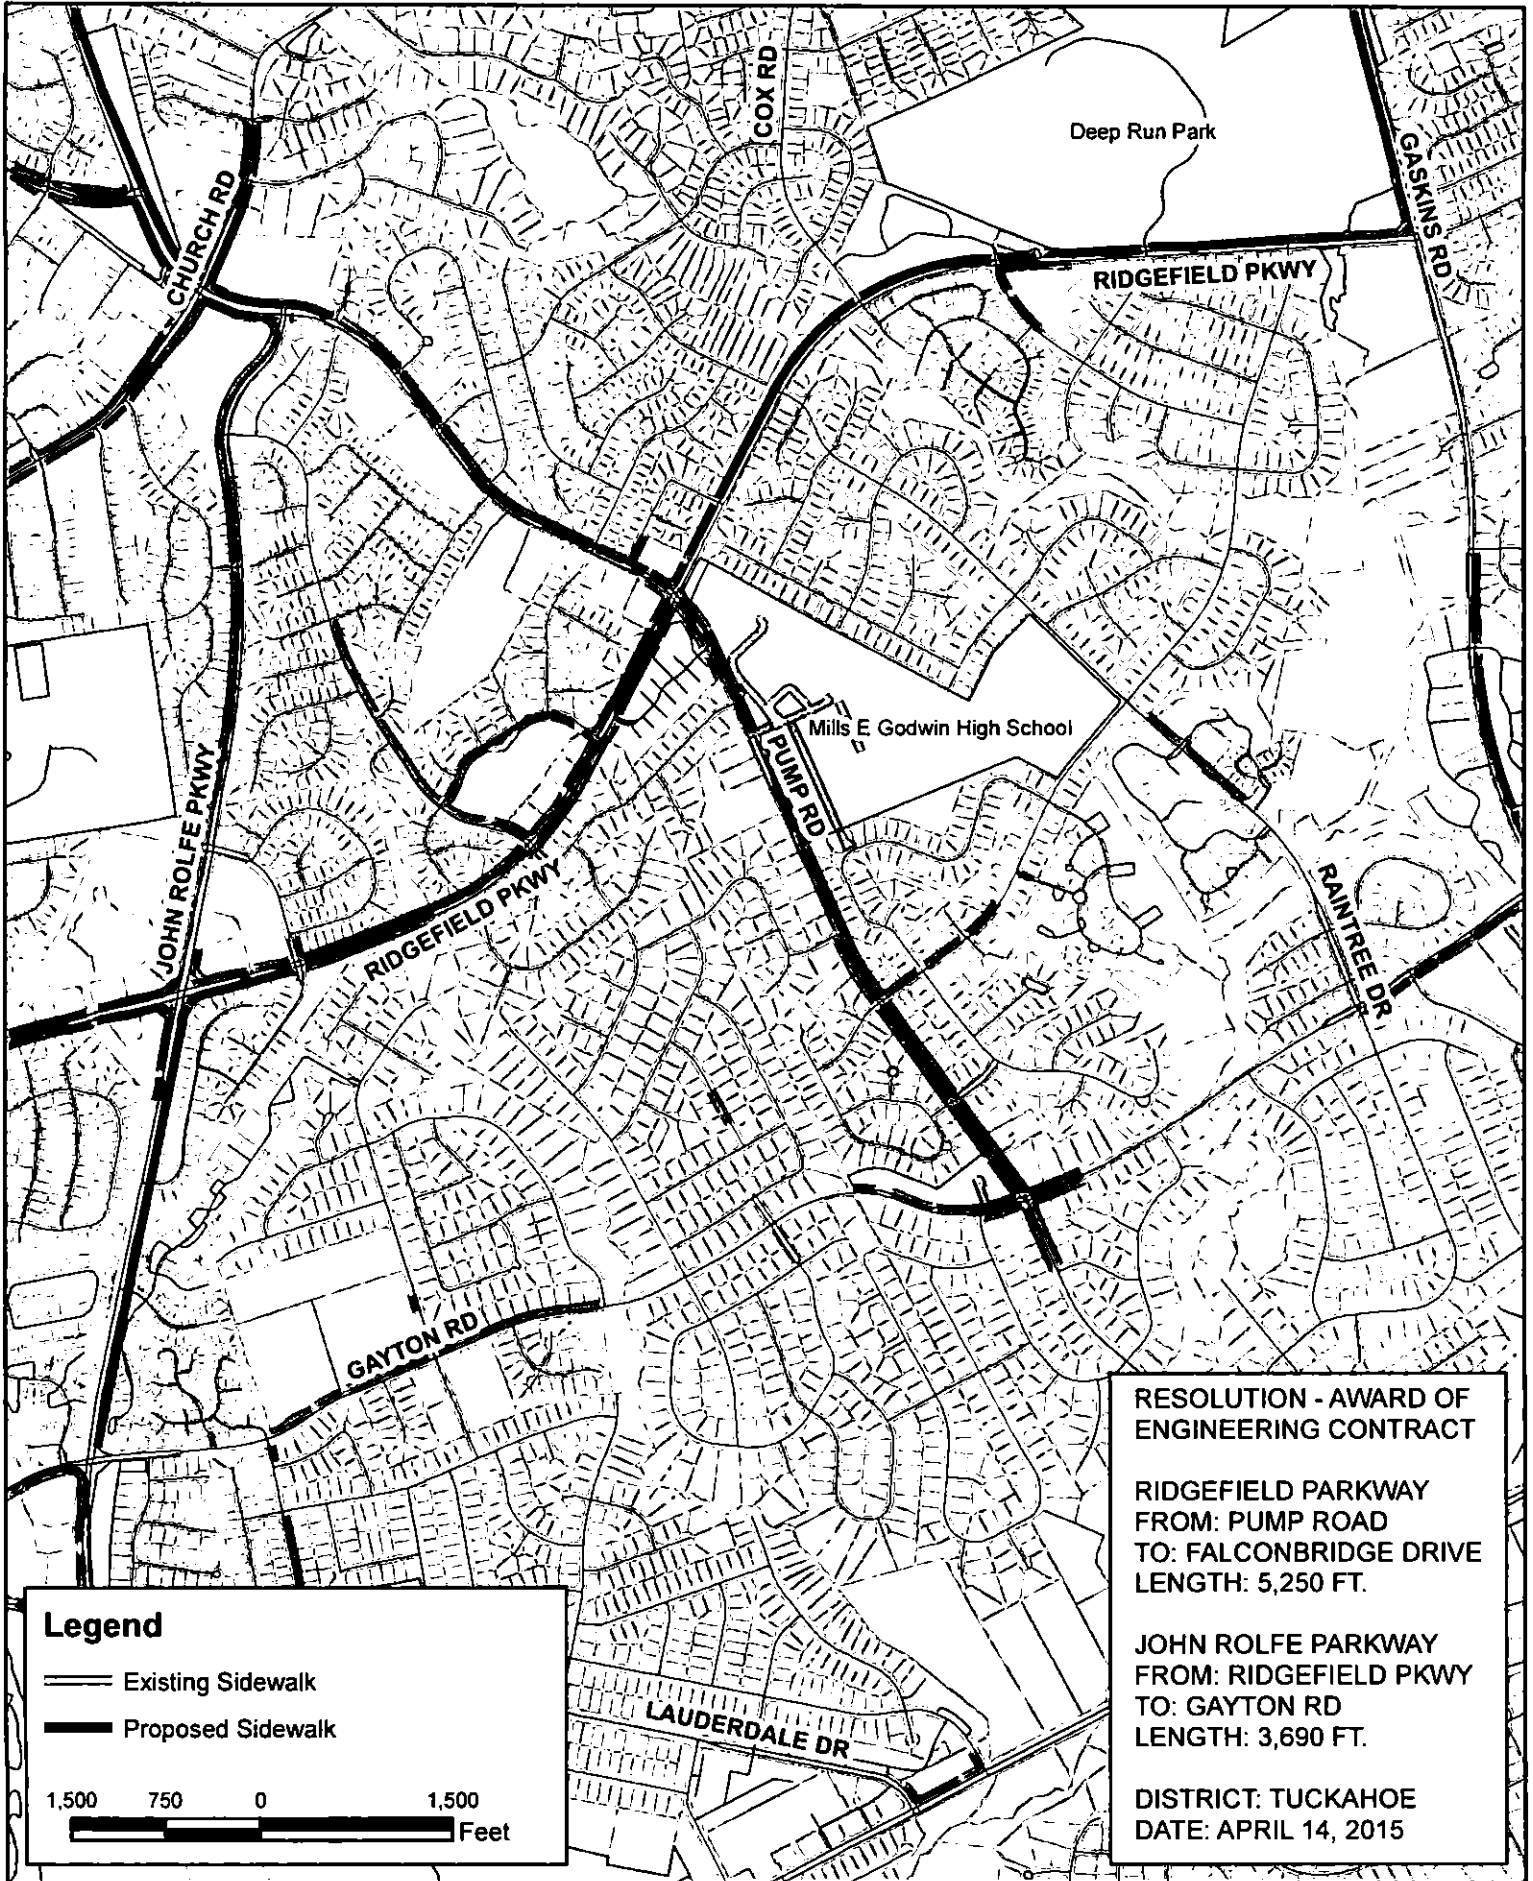 COX RD
Deep Run Park
GASKINS RD
CHURCH RD
RIDGEFIELD PKWY
Mills E Godwin High School
PUMP RD
JOHN ROLFE PKWY
RIDGEFIELD PKWY
RAINTREE DR
GAYTON RD
LAUDERDALE DR
RESOLUTION - AWARD OF
ENGINEERING CONTRACT
RIDGEFIELD PARKWAY
FROM: PUMP ROAD
TO: FALCONBRIDGE DRIVE
LENGTH: 5,250 FT.
JOHN ROLFE PARKWAY
FROM: RIDGEFIELD PKWY
TO: GAYTON RD
LENGTH: 3,690 FT.
DISTRICT: TUCKAHOE
DATE: APRIL 14, 2015
Legend
Existing Sidewalk
Proposed Sidewalk
1,500 750 0 1,500
Feet